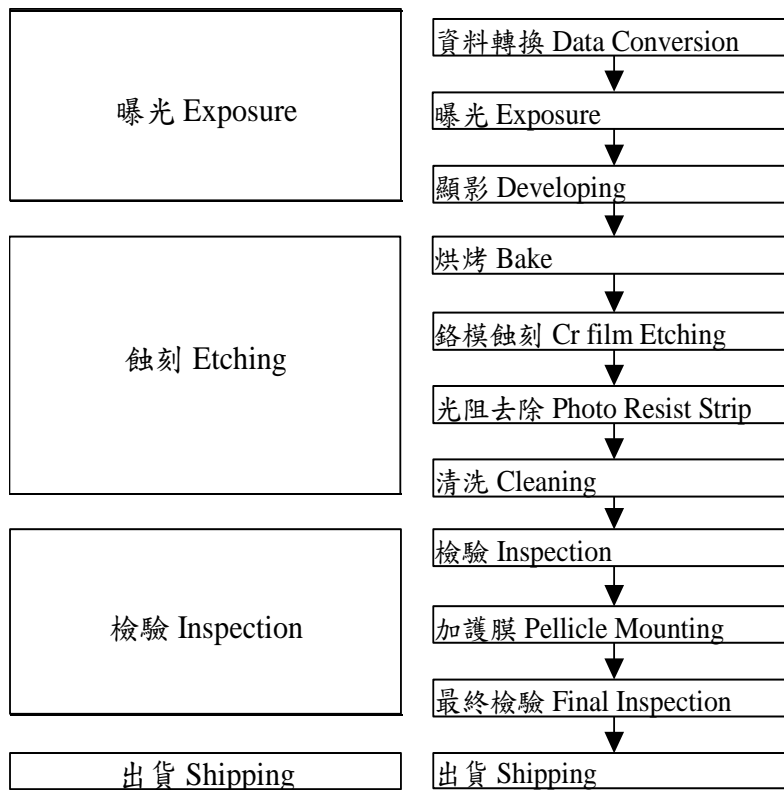 曝光 Exposure
蝕刻 Etching
檢驗 Inspection
出貨 Shipping
資料轉換 Data Conversion
曝光 Exposure
顯影 Developing
烘烤 Bake
鉻模蝕刻 Cr film Etching
光阻去除 Photo Resist Strip
清洗 Cleaning
檢驗 Inspection
加護膜 Pellicle Mounting
最終檢驗 Final Inspection
出貨 Shipping